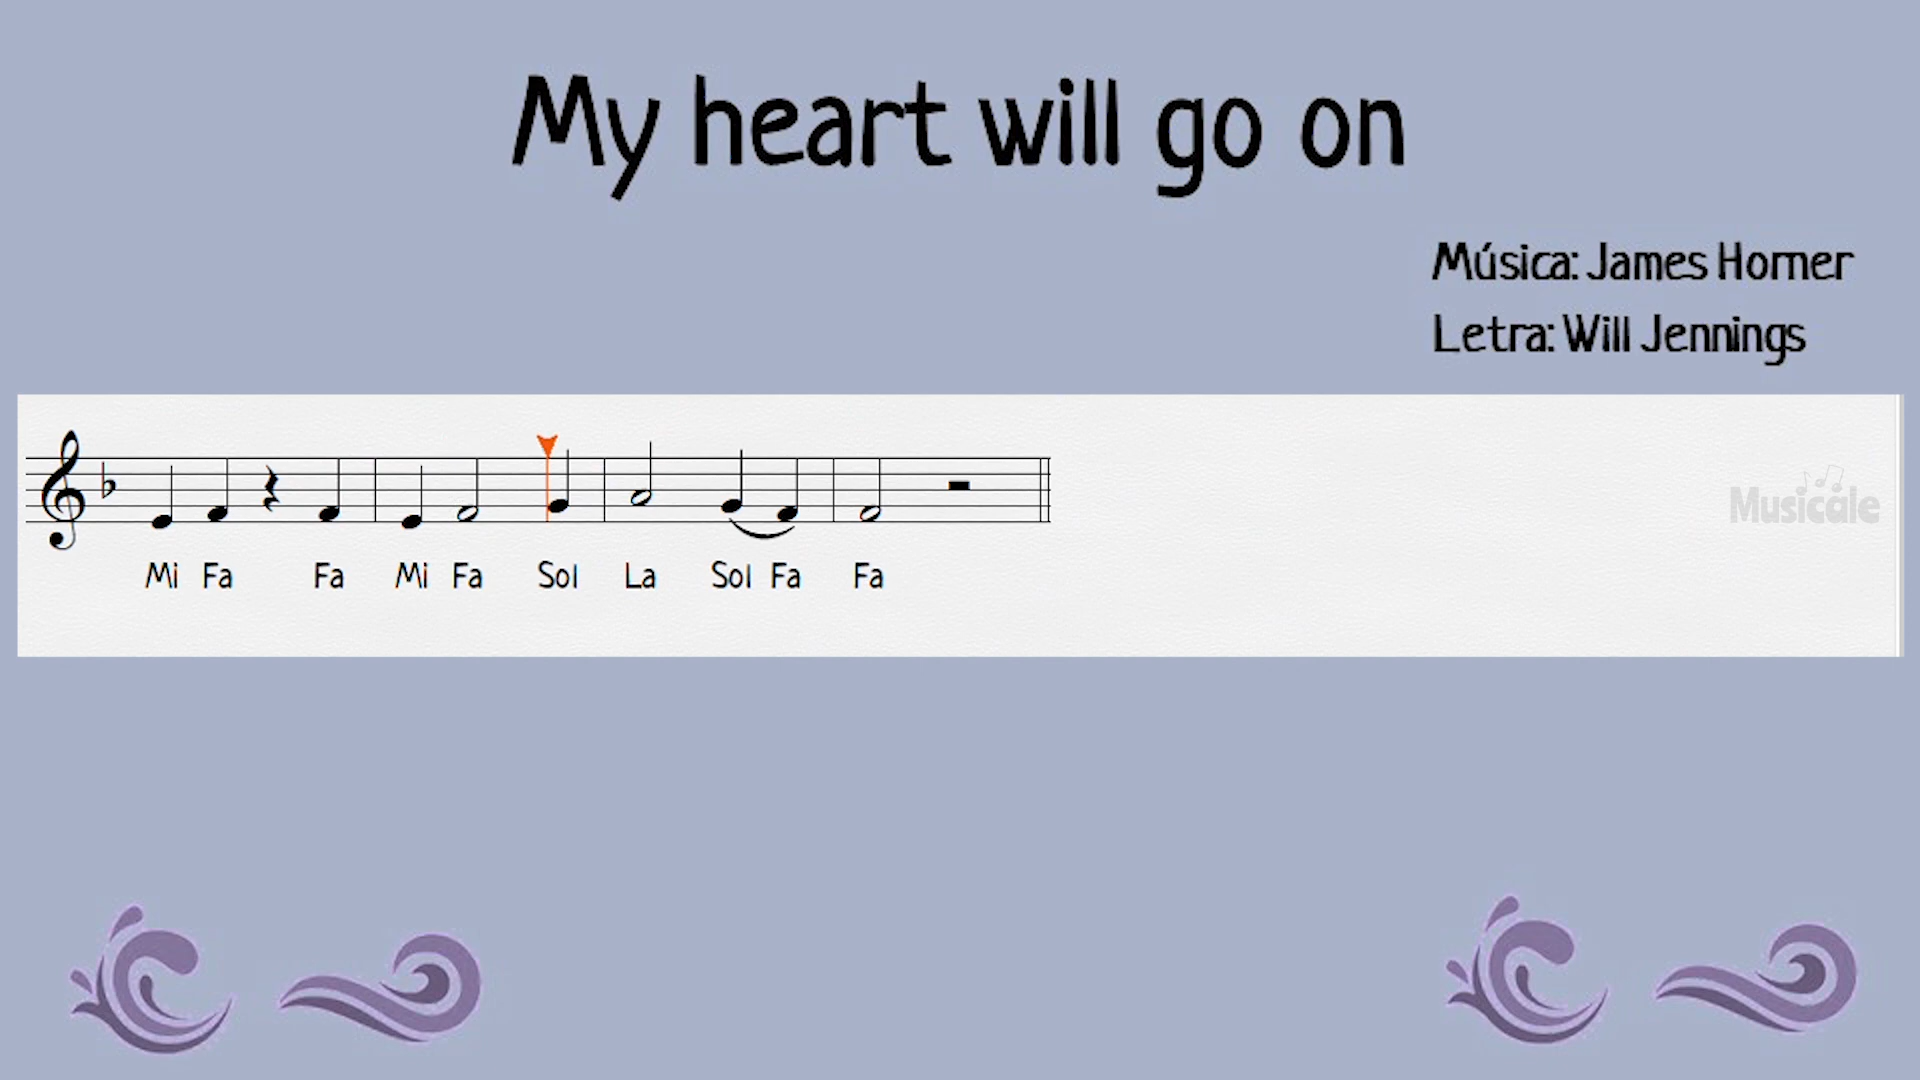 My heart will go on
Música: James Horner
Letra: Will Jennings
Musicale
Mi Fa Fa Mi Fa Sol La Sol Fa Fa